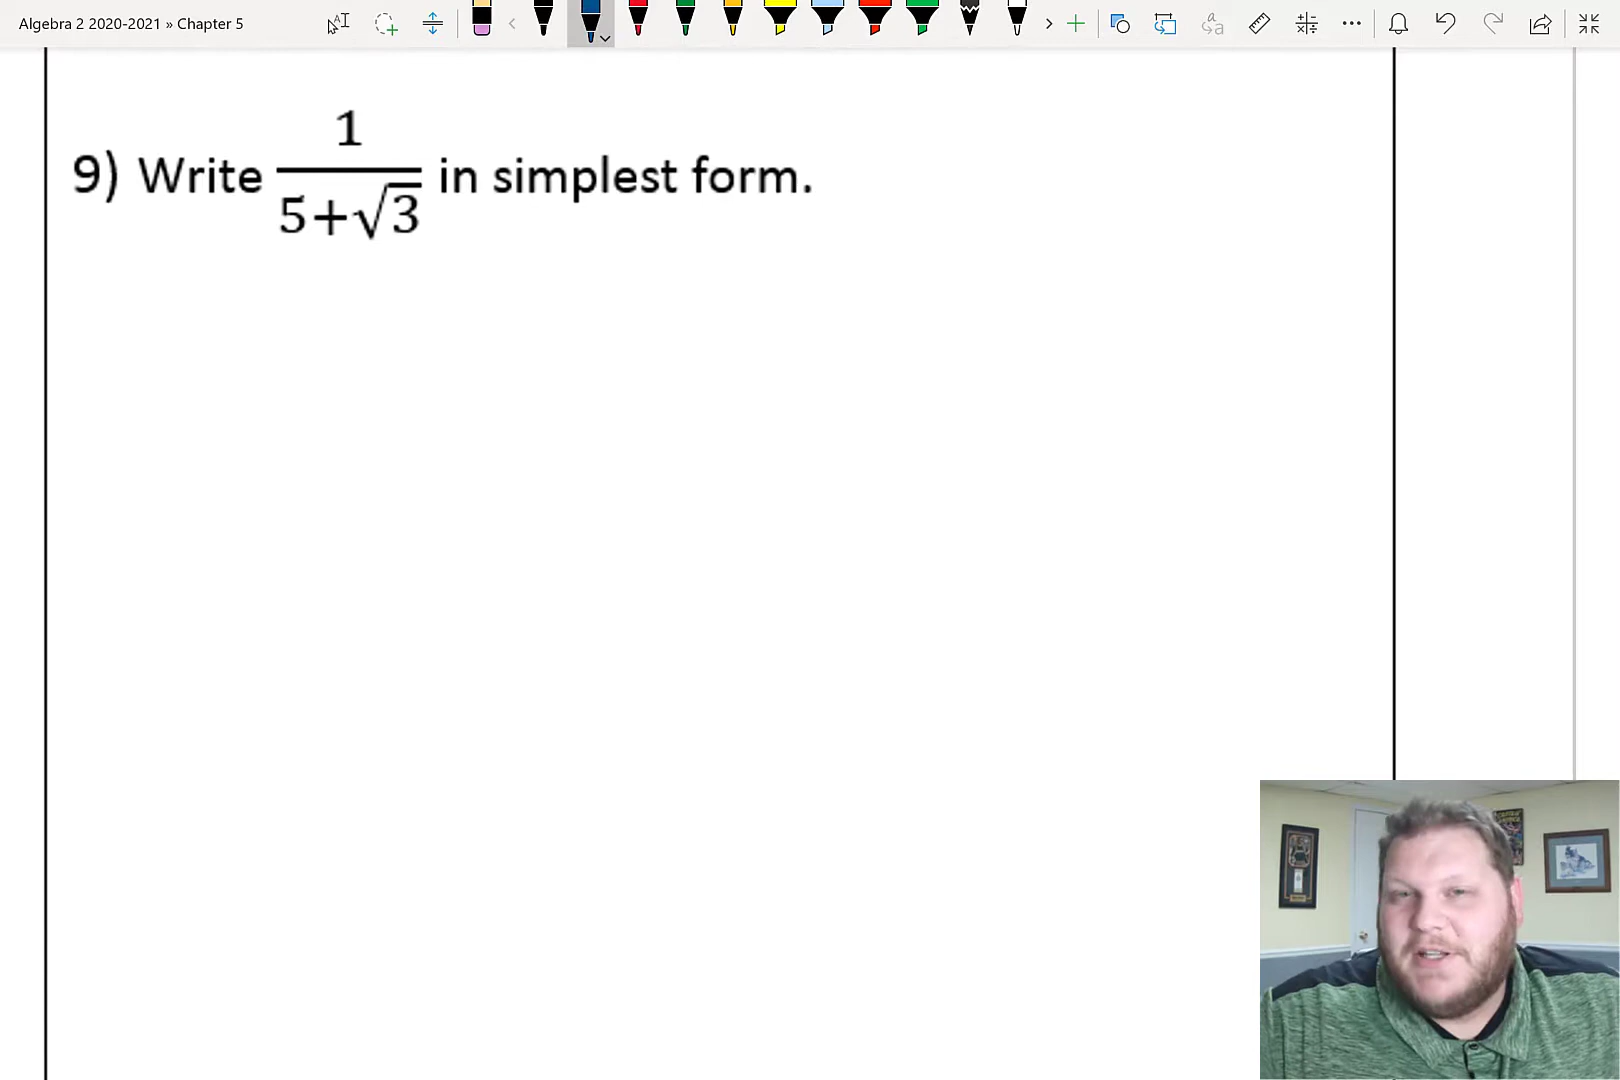 Algebra 2 2020-2021 » Chapter 5
9) Write 1/(5+√3) in simplest form.